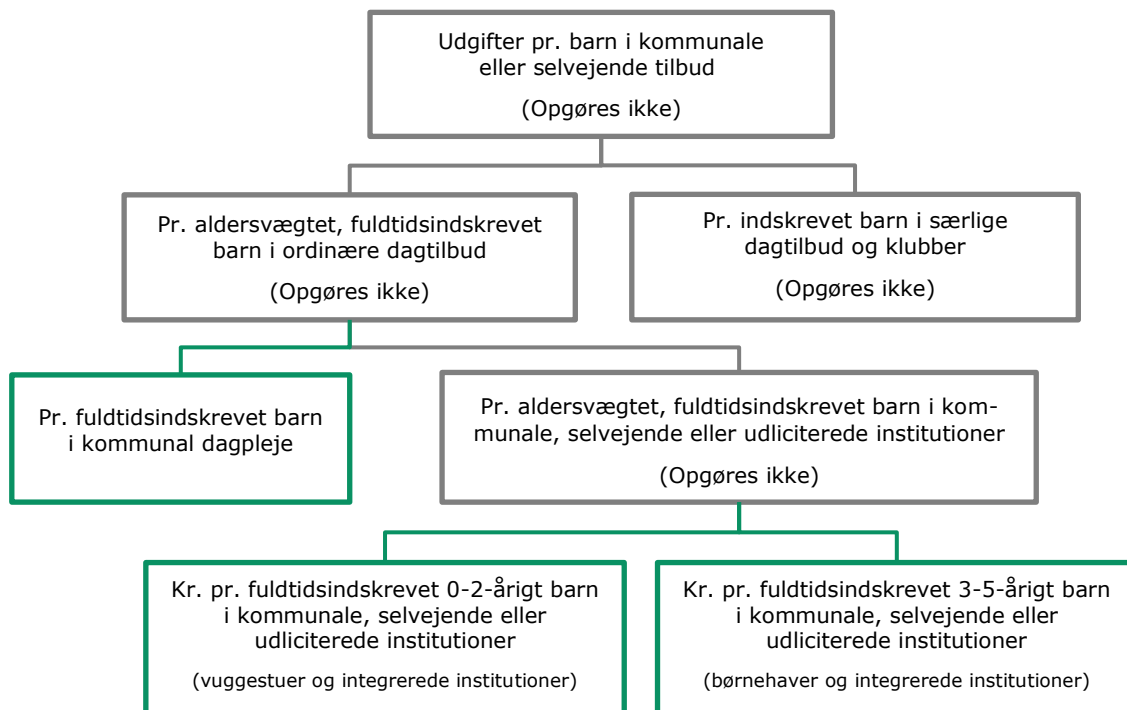 Udgifter pr. barn i kommunale
eller selvejende tilbud
(Opgøres ikke)
Pr. aldersvægtet, fuldtidsindskrevet
barn i ordinære dagtilbud
(Opgøres ikke)
Pr. indskrevet barn i særlige
dagtilbud og klubber
(Opgøres ikke)
Pr. fuldtidsindskrevet barn
i kommunal dagpleje
Pr. aldersvægtet, fuldtidsindskrevet barn i kom-
munale, selvejende eller udliciterede institutioner
(Opgøres ikke)
Kr. pr. fuldtidsindskrevet 0-2-årigt barn
i kommunale, selvejende eller
udliciterede institutioner
(vuggestuer og integrerede institutioner)
Kr. pr. fuldtidsindskrevet 3-5-årigt barn
i kommunale, selvejende eller
udliciterede institutioner
(børnehaver og integrerede institutioner)